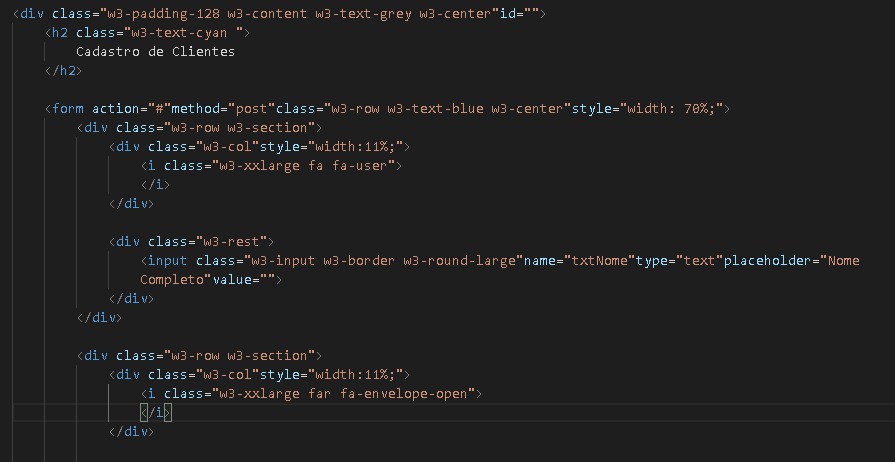 <div class="w3-padding-128 w3-content w3-text-grey w3-center"id="">
<h2 class="w3-text-cyan ">
Cadastro de Clientes
</h2>
<form action="#"method="post"class="w3-row w3-text-blue w3-center"style="width: 70%;">
<div class="w3-row w3-section">
<div class="w3-col"style="width:11%;">
<i class="w3-xxlarge fa fa-user">
</i>
</div>
<div class="w3-rest">
<input class="w3-input w3-border w3-round-large"name="txtNome"type="text"placeholder="Nome
Completo"value="">
</div>
</div>
<div class="w3-row w3-section">
<div class="w3-col"style="width:11%;">
<i class="w3-xxlarge far fa-envelope-open">
</i>
</div>